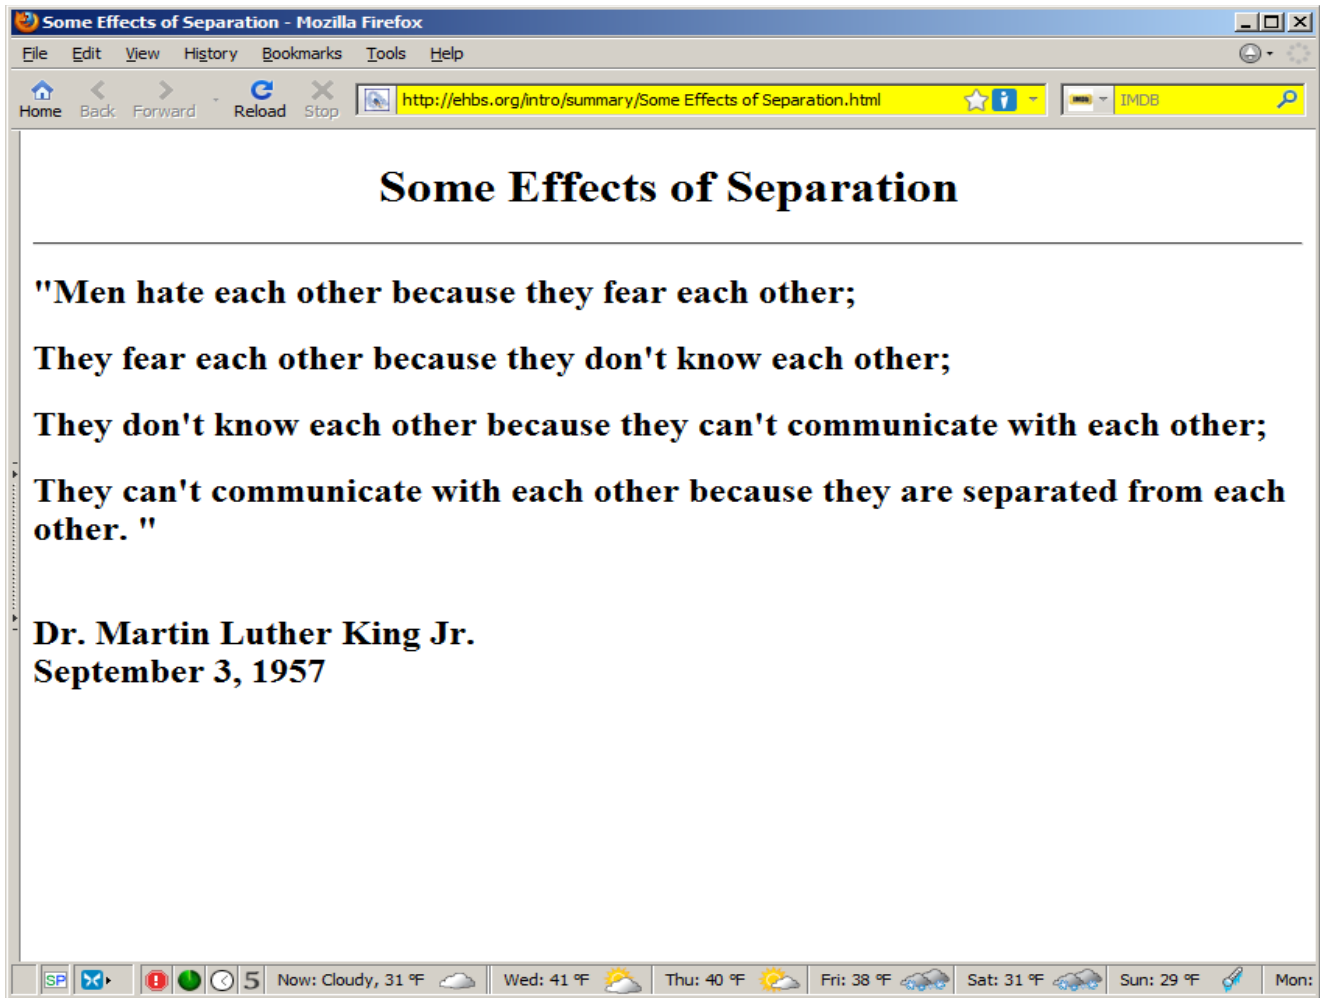 Some Effects of Separation - Mozilla Firefox
File Edit View History Bookmarks Tools Help
Home Back Forward Reload Stop http://ehbs.org/intro/summary/Some Effects of Separation.html IMDB
Some Effects of Separation
"Men hate each other because they fear each other;
They fear each other because they don't know each other;
They don't know each other because they can't communicate with each other;
They can't communicate with each other because they are separated from each
other. "
Dr. Martin Luther King Jr.
September 3, 1957
SP 5 Now: Cloudy, 31 °F Wed: 41 °F Thu: 40 °F Fri: 38 °F Sat: 31 °F Sun: 29 °F Mon: